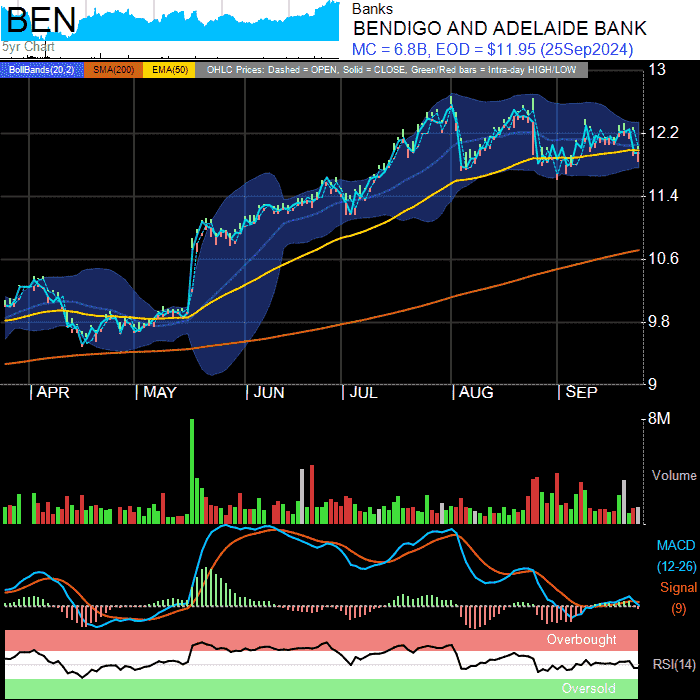 BEN
5yr Chart
Banks
BENDIGO AND ADELAIDE BANK
MC = 6.8B, EOD = $11.95 (25Sep2024)
BollBands(20,2) SMA(200) EMA(50) OHLC Prices: Dashed = OPEN, Solid = CLOSE, Green/Red bars = Intra-day HIGH/LOW
13
12.2
11.4
10.6
9.8
9
APR MAY JUN JUL AUG SEP
8M
Volume
MACD
(12-26)
Signal
(9)
Overbought
RSI(14)
Oversold